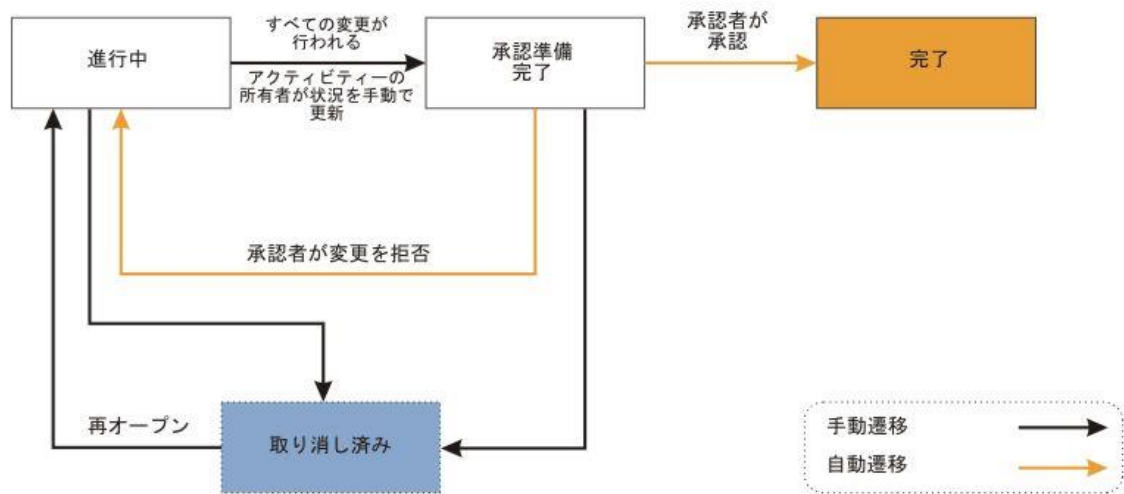 進行中
すべての変更が
行われる
アクティビティーの
所有者が状況を手動で
更新
承認準備
完了
承認者が
承認
完了
承認者が変更を拒否
再オープン
取り消し済み
手動遷移
自動遷移